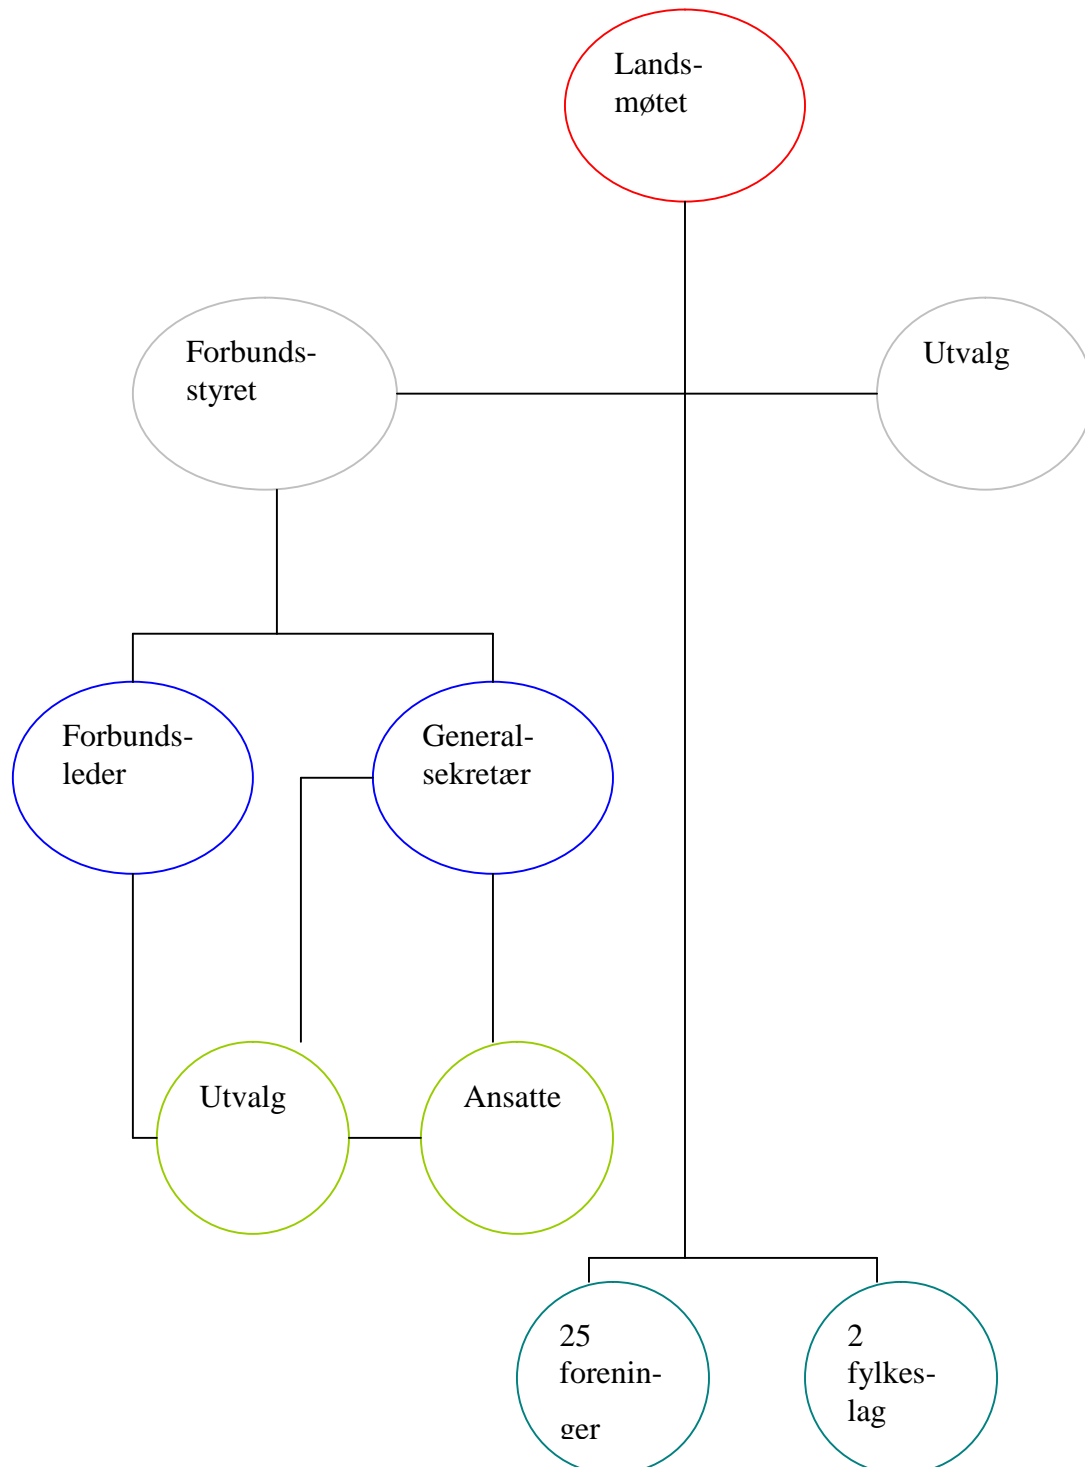 Lands-
møtet
Forbunds-
styret
Utvalg
Forbunds-
leder
General-
sekretær
Utvalg
Ansatte
25
forenin-
ger
2
fylkes-
lag